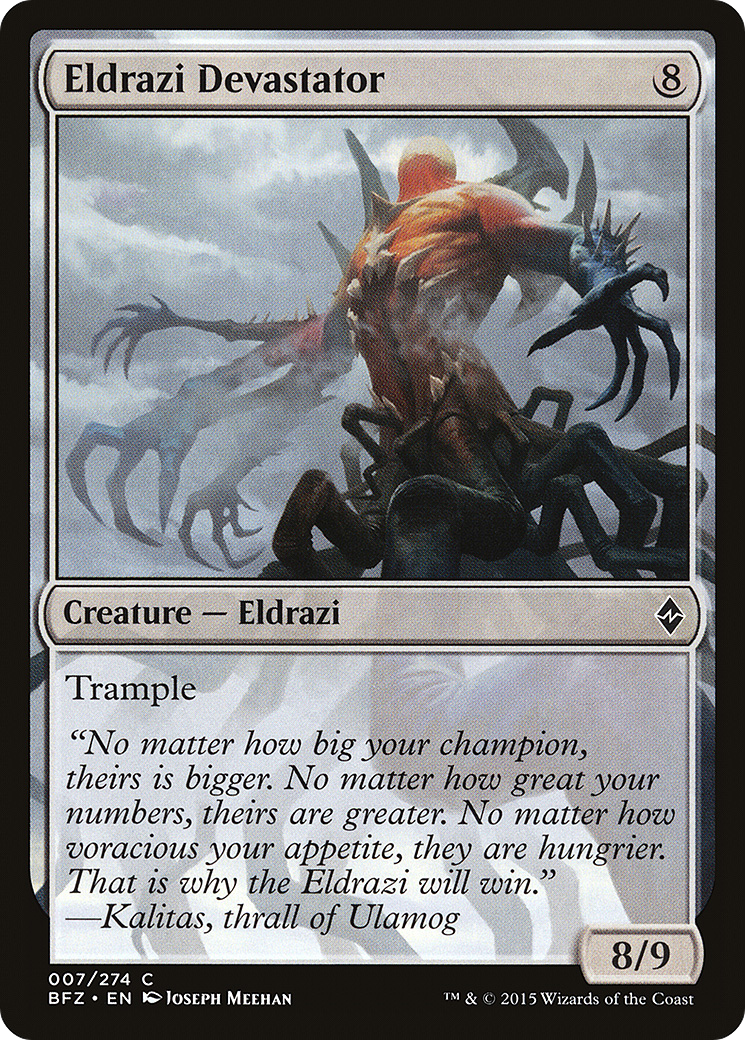 Eldrazi Devastator 8
Creature — Eldrazi
Trample
“No matter how big your champion,
theirs is bigger. No matter how great your
numbers, theirs are greater. No matter how
voracious your appetite, they are hungrier.
That is why the Eldrazi will win.”
—Kalitas, thrall of Ulamog
8/9
007/274 C
BFZ • EN Joseph Meehan
™ & © 2015 Wizards of the Coast